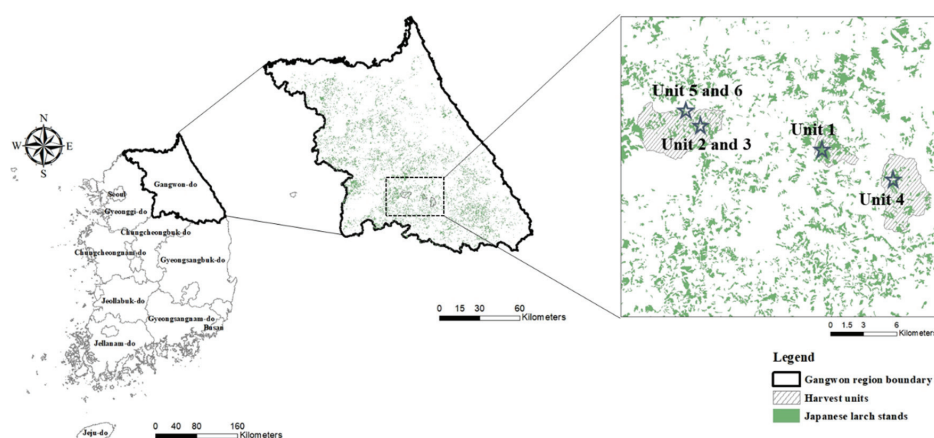 N
W
E
S
Seoul
Gangwon-do
Gyeonggi-do
Chungcheongbuk-do
Chungcheongnam-do
Gyeongsangbuk-do
Jeollabuk-do
Gyeongsangnam-do
Busan
Jellanam-do
Jeju-do
0 40 80 160
Kilometers
0 15 30 60
Kilometers
Unit 5 and 6
Unit 2 and 3
Unit 1
Unit 4
0 1.5 3 6
Kilometers
Legend
Gangwon region boundary
Harvest units
Japanese larch stands